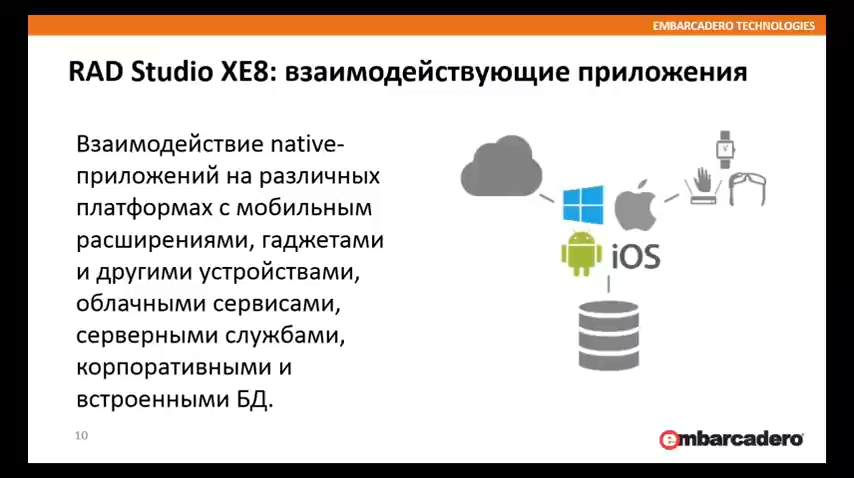 EMBARCADERO TECHNOLOGIES
RAD Studio XE8: взаимодействующие приложения
Взаимодействие native-
приложений на различных
платформах с мобильным
расширениями, гаджетами
и другими устройствами,
облачными сервисами,
серверными службами,
корпоративными и
встроенными БД.
iOS
10
embarcadero